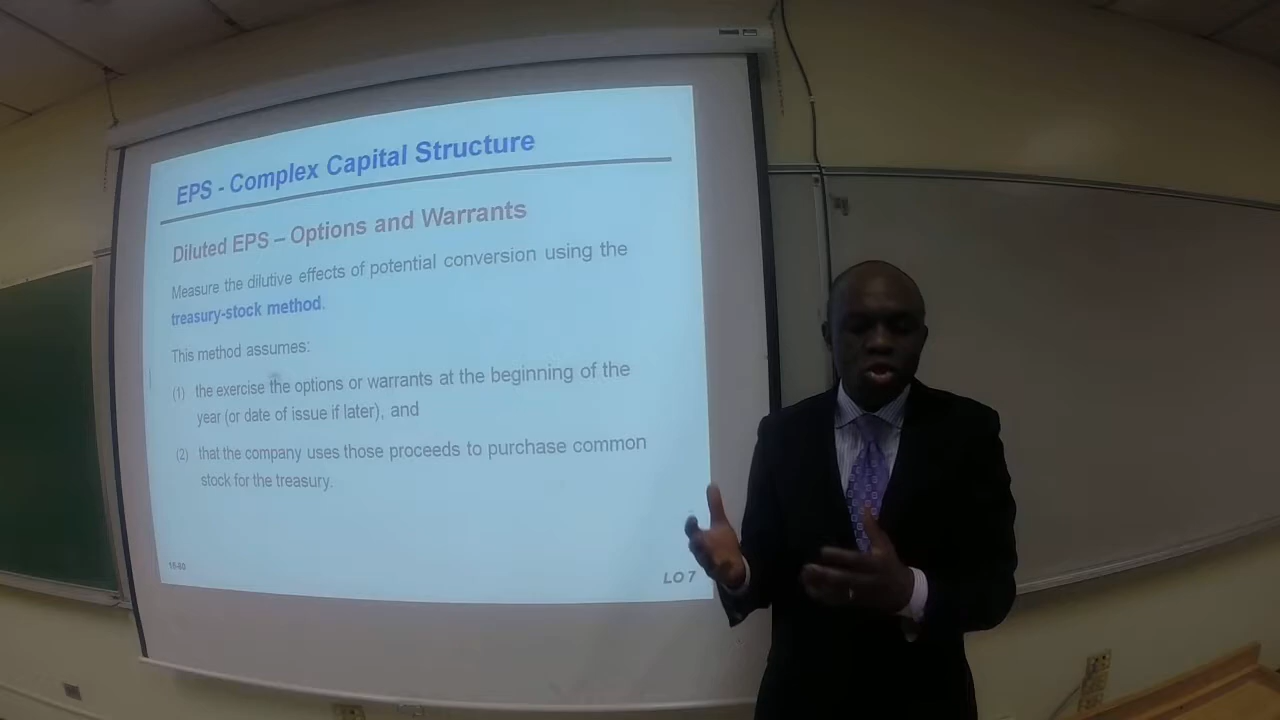 EPS - Complex Capital Structure
Diluted EPS – Options and Warrants
Measure the dilutive effects of potential conversion using the
treasury-stock method.
This method assumes:
(1) the exercise the options or warrants at the beginning of the
year (or date of issue if later), and
(2) that the company uses those proceeds to purchase common
stock for the treasury.
LO 7